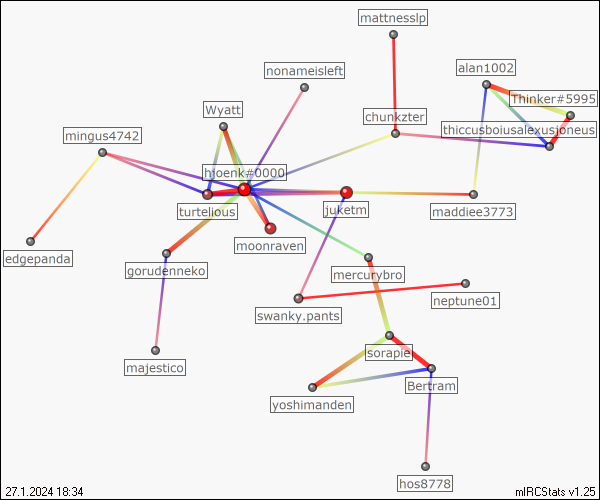 mattnesslp
nonameisleft
alan1002
Thinker#5995
Wyatt
chunkzter
thiccusboiusalexusjoneus
mingus4742
hjoenk#0000
turtelious
juketm
maddiee3773
moonraven
edgepanda
gorudenneko
mercurybro
neptune01
swanky.pants
sorapie
majestico
Bertram
yoshimanden
hos8778
27.1.2024 18:34
mIRCStats v1.25